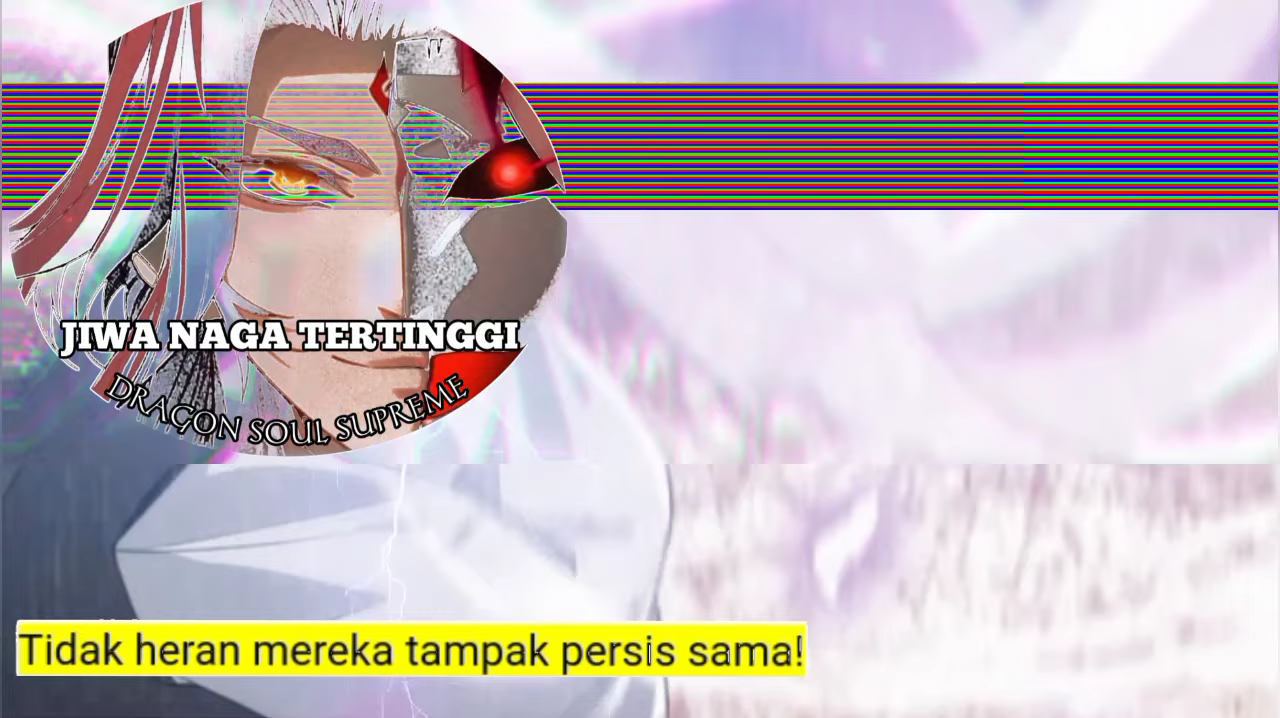 JIWA NAGA TERTINGGI
DRAGON SOUL SUPREME
Tidak heran mereka tampak persis sama!